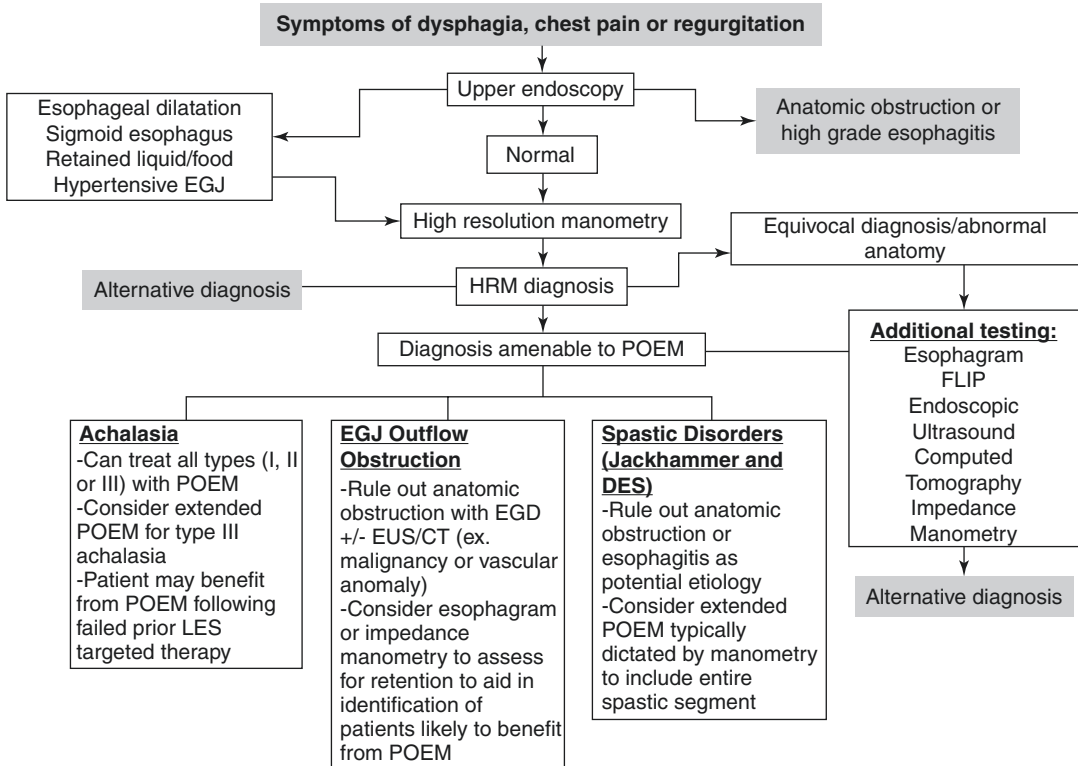 Symptoms of dysphagia, chest pain or regurgitation
Upper endoscopy
Esophageal dilatation
Sigmoid esophagus
Retained liquid/food
Hypertensive EGJ
Anatomic obstruction or
high grade esophagitis
Normal
High resolution manometry
Equivocal diagnosis/abnormal
anatomy
Alternative diagnosis
HRM diagnosis
Diagnosis amenable to POEM
Additional testing:
Esophagram
FLIP
Endoscopic
Ultrasound
Computed
Tomography
Impedance
Manometry
Alternative diagnosis
Achalasia
-Can treat all types (I, II
or III) with POEM
-Consider extended
POEM for type III
achalasia
-Patient may benefit
from POEM following
failed prior LES
targeted therapy
EGJ Outflow
Obstruction
-Rule out anatomic
obstruction with EGD
+/- EUS/CT (ex.
malignancy or vascular
anomaly)
-Consider esophagram
or impedance
manometry to assess
for retention to aid in
identification of
patients likely to benefit
from POEM
Spastic Disorders
(Jackhammer and
DES)
-Rule out anatomic
obstruction or
esophagitis as
potential etiology
-Consider extended
POEM typically
dictated by manometry
to include entire
spastic segment